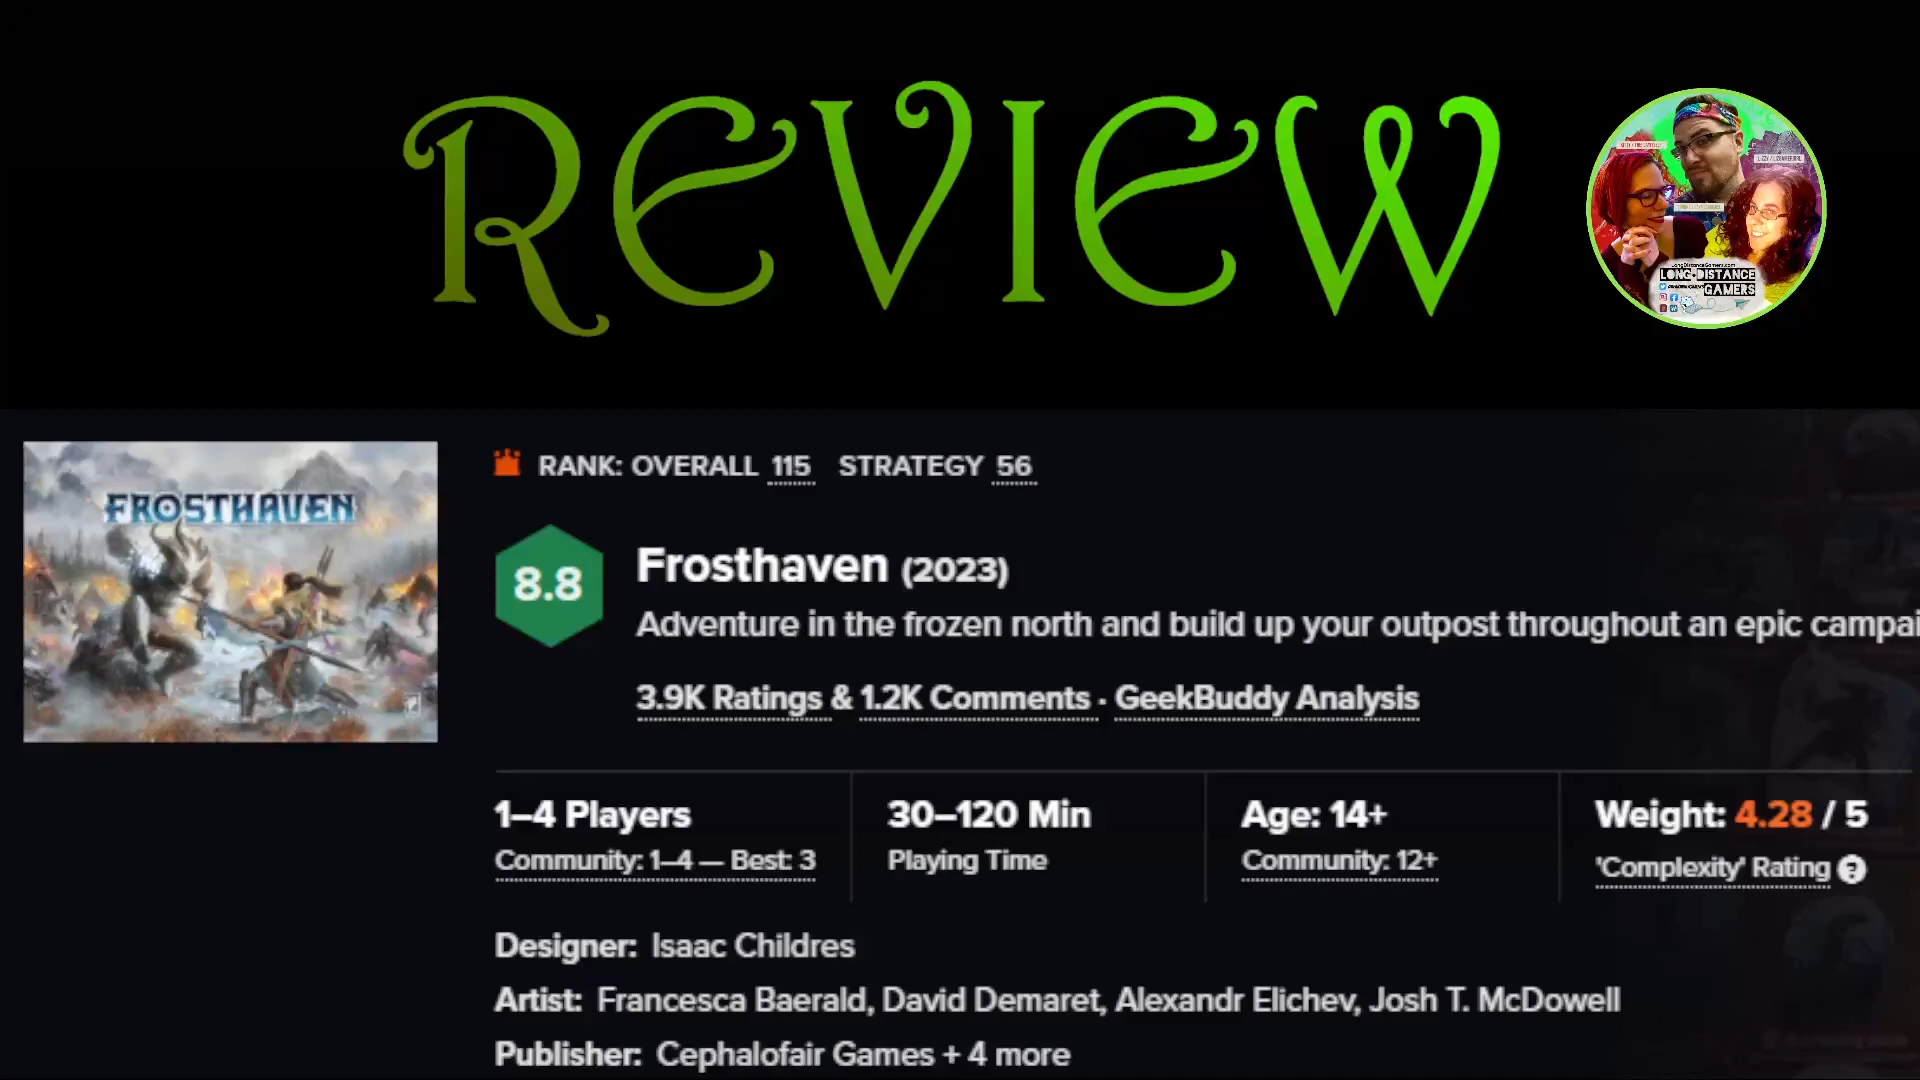 REVIEW
LongDistanceGamers.com
LONG-DISTANCE
GAMERS
FROSTHAVEN
RANK: OVERALL 115 STRATEGY 56
8.8
Frosthaven (2023)
Adventure in the frozen north and build up your outpost throughout an epic campai
3.9K Ratings & 1.2K Comments · GeekBuddy Analysis
1–4 Players
Community: 1–4 — Best: 3
30–120 Min
Playing Time
Age: 14+
Community: 12+
Weight: 4.28 / 5
'Complexity' Rating ?
Designer: Isaac Childres
Artist: Francesca Baerald, David Demaret, Alexandr Elichev, Josh T. McDowell
Publisher: Cephalofair Games + 4 more